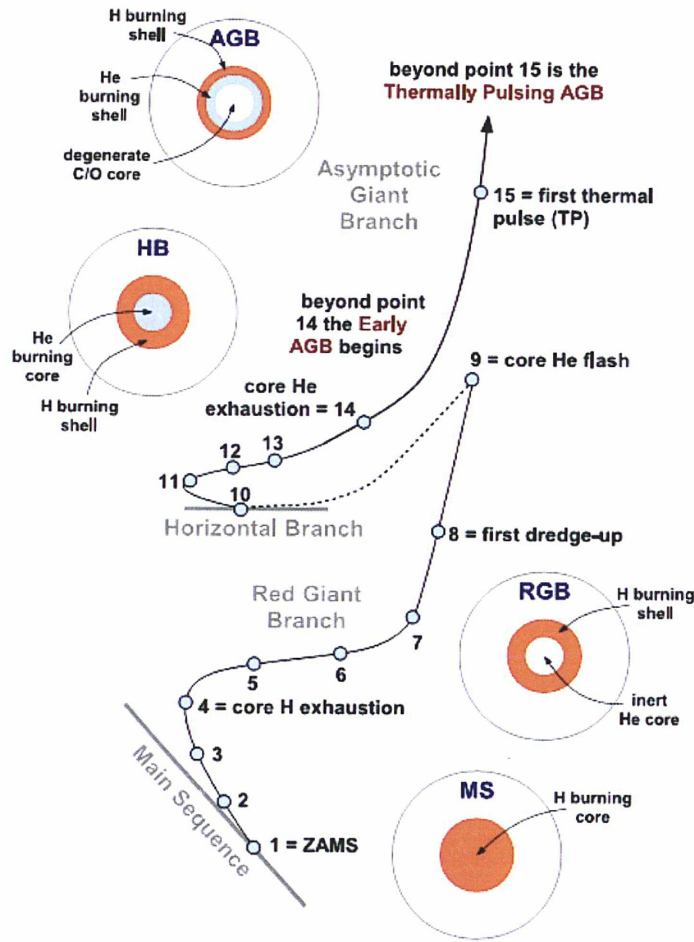 H burning
shell
AGB
He
burning
shell
degenerate
C/O core
beyond point 15 is the
Thermally Pulsing AGB
Asymptotic
Giant
Branch
15 = first thermal
pulse (TP)
HB
He
burning
core
H burning
shell
beyond point
14 the Early
AGB begins
9 = core He flash
core He
exhaustion = 14
13
12
11
10
Horizontal Branch
8 = first dredge-up
Red Giant
Branch
7
6
5
RGB
H burning
shell
inert
He core
4 = core H exhaustion
3
2
Main Sequence
1 = ZAMS
MS
H burning
core